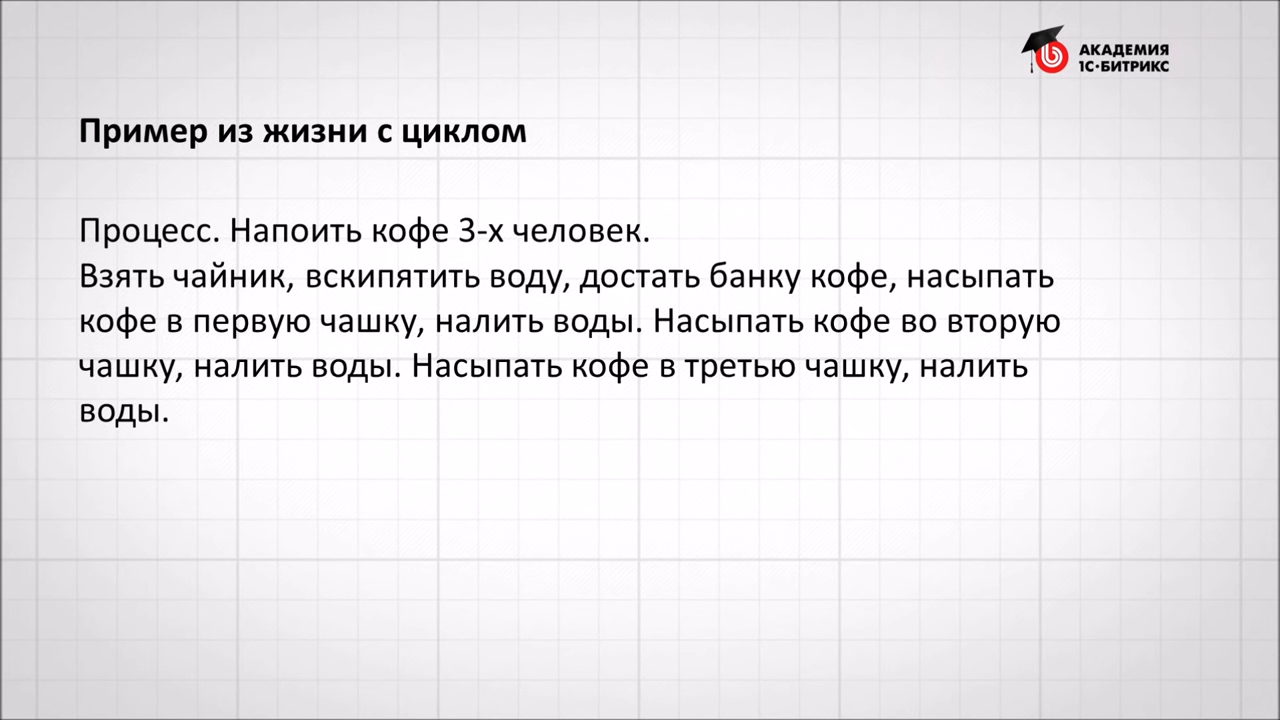 АКАДЕМИЯ
1С·БИТРИКС
Пример из жизни с циклом
Процесс. Напоить кофе 3-х человек.
Взять чайник, вскипятить воду, достать банку кофе, насыпать
кофе в первую чашку, налить воды. Насыпать кофе во вторую
чашку, налить воды. Насыпать кофе в третью чашку, налить
воды.